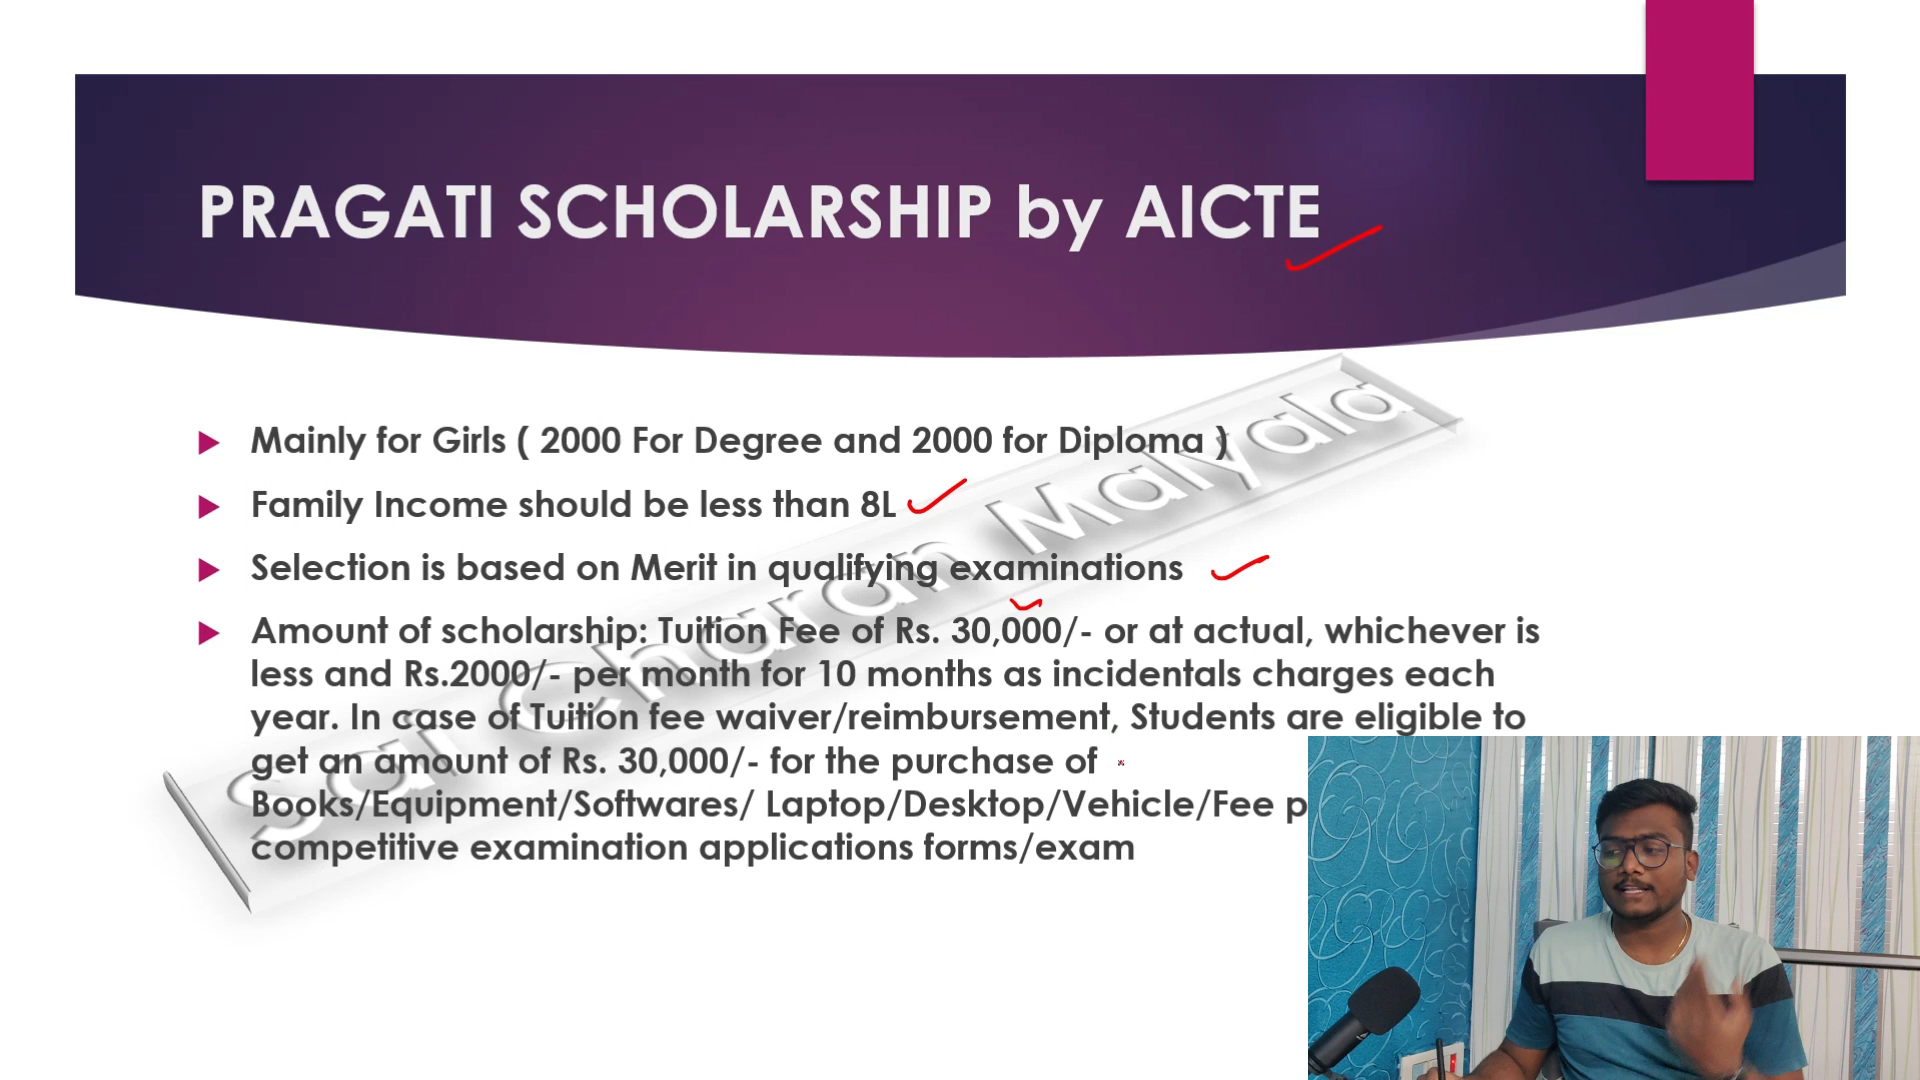 PRAGATI SCHOLARSHIP by AICTE
Mainly for Girls ( 2000 For Degree and 2000 for Diploma )
Family Income should be less than 8L
Selection is based on Merit in qualifying examinations
Amount of scholarship: Tuition Fee of Rs. 30,000/- or at actual, whichever is
less and Rs.2000/- per month for 10 months as incidentals charges each
year. In case of Tuition fee waiver/reimbursement, Students are eligible to
get an amount of Rs. 30,000/- for the purchase of
Books/Equipment/Softwares/ Laptop/Desktop/Vehicle/Fee p
competitive examination applications forms/exam
Sai Charan Malyala